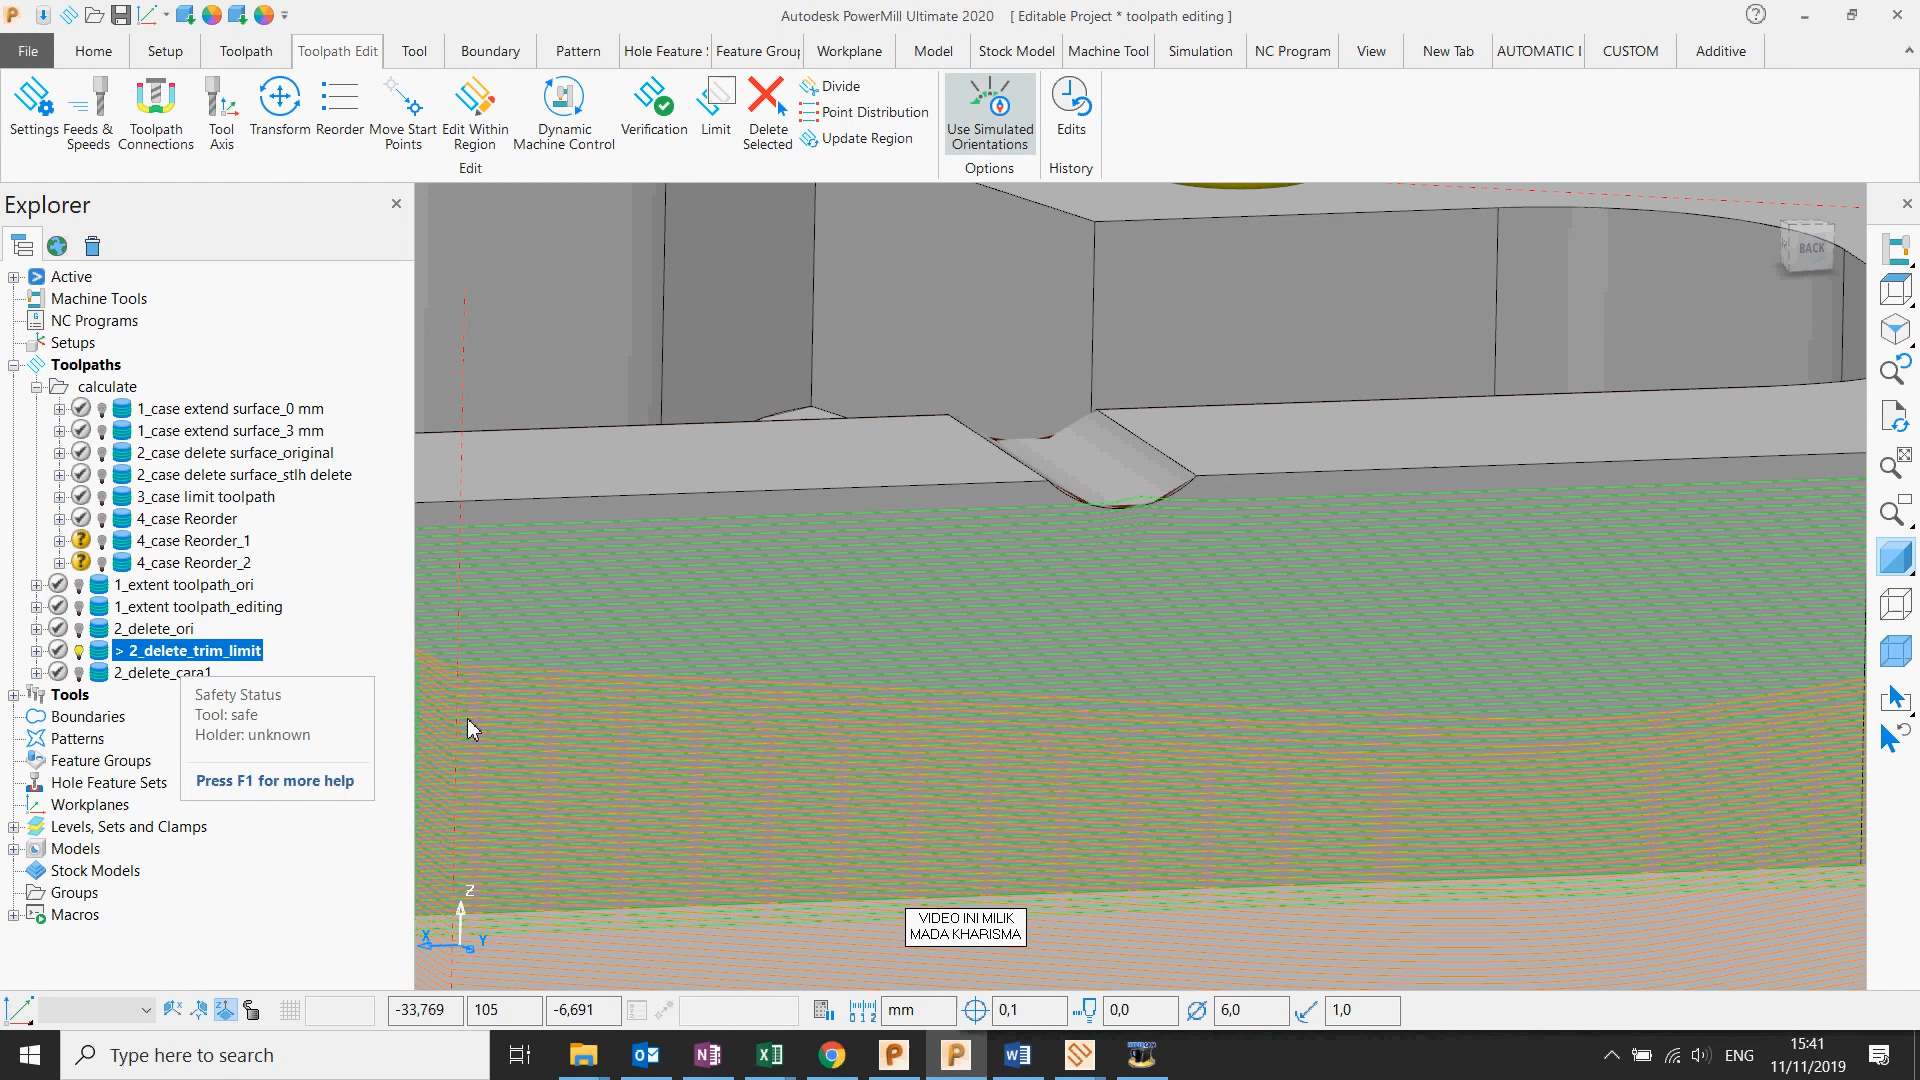 Autodesk PowerMill Ultimate 2020 [ Editable Project * toolpath editing ]
File Home Setup Toolpath Toolpath Edit Tool Boundary Pattern Hole Feature Feature Grou Workplane Model Stock Model Machine Tool Simulation NC Program View New Tab AUTOMATIC CUSTOM Additive
Settings
Feeds & Speeds
Toolpath Connections
Tool Axis
Transform
Reorder
Move Start Points
Edit Within Region
Dynamic Machine Control
Verification
Limit
Delete Selected
Divide
Point Distribution
Update Region
Use Simulated Orientations
Edits
Edit
Options
History
Explorer
Active
Machine Tools
NC Programs
Setups
Toolpaths
calculate
1_case extend surface_0 mm
1_case extend surface_3 mm
2_case delete surface_original
2_case delete surface_stlh delete
3_case limit toolpath
4_case Reorder
4_case Reorder_1
4_case Reorder_2
1_extent toolpath_ori
1_extent toolpath_editing
2_delete_ori
> 2_delete_trim_limit
2_delete_cara1
Tools
Boundaries
Patterns
Feature Groups
Hole Feature Sets
Workplanes
Levels, Sets and Clamps
Models
Stock Models
Groups
Macros
Safety Status
Tool: safe
Holder: unknown
Press F1 for more help
BACK
Z
X
Y
VIDEO INI MILIK
MADA KHARISMA
-33,769 105 -6,691 mm 0,1 0,0 6,0 1,0
Type here to search
ENG
15:41
11/11/2019